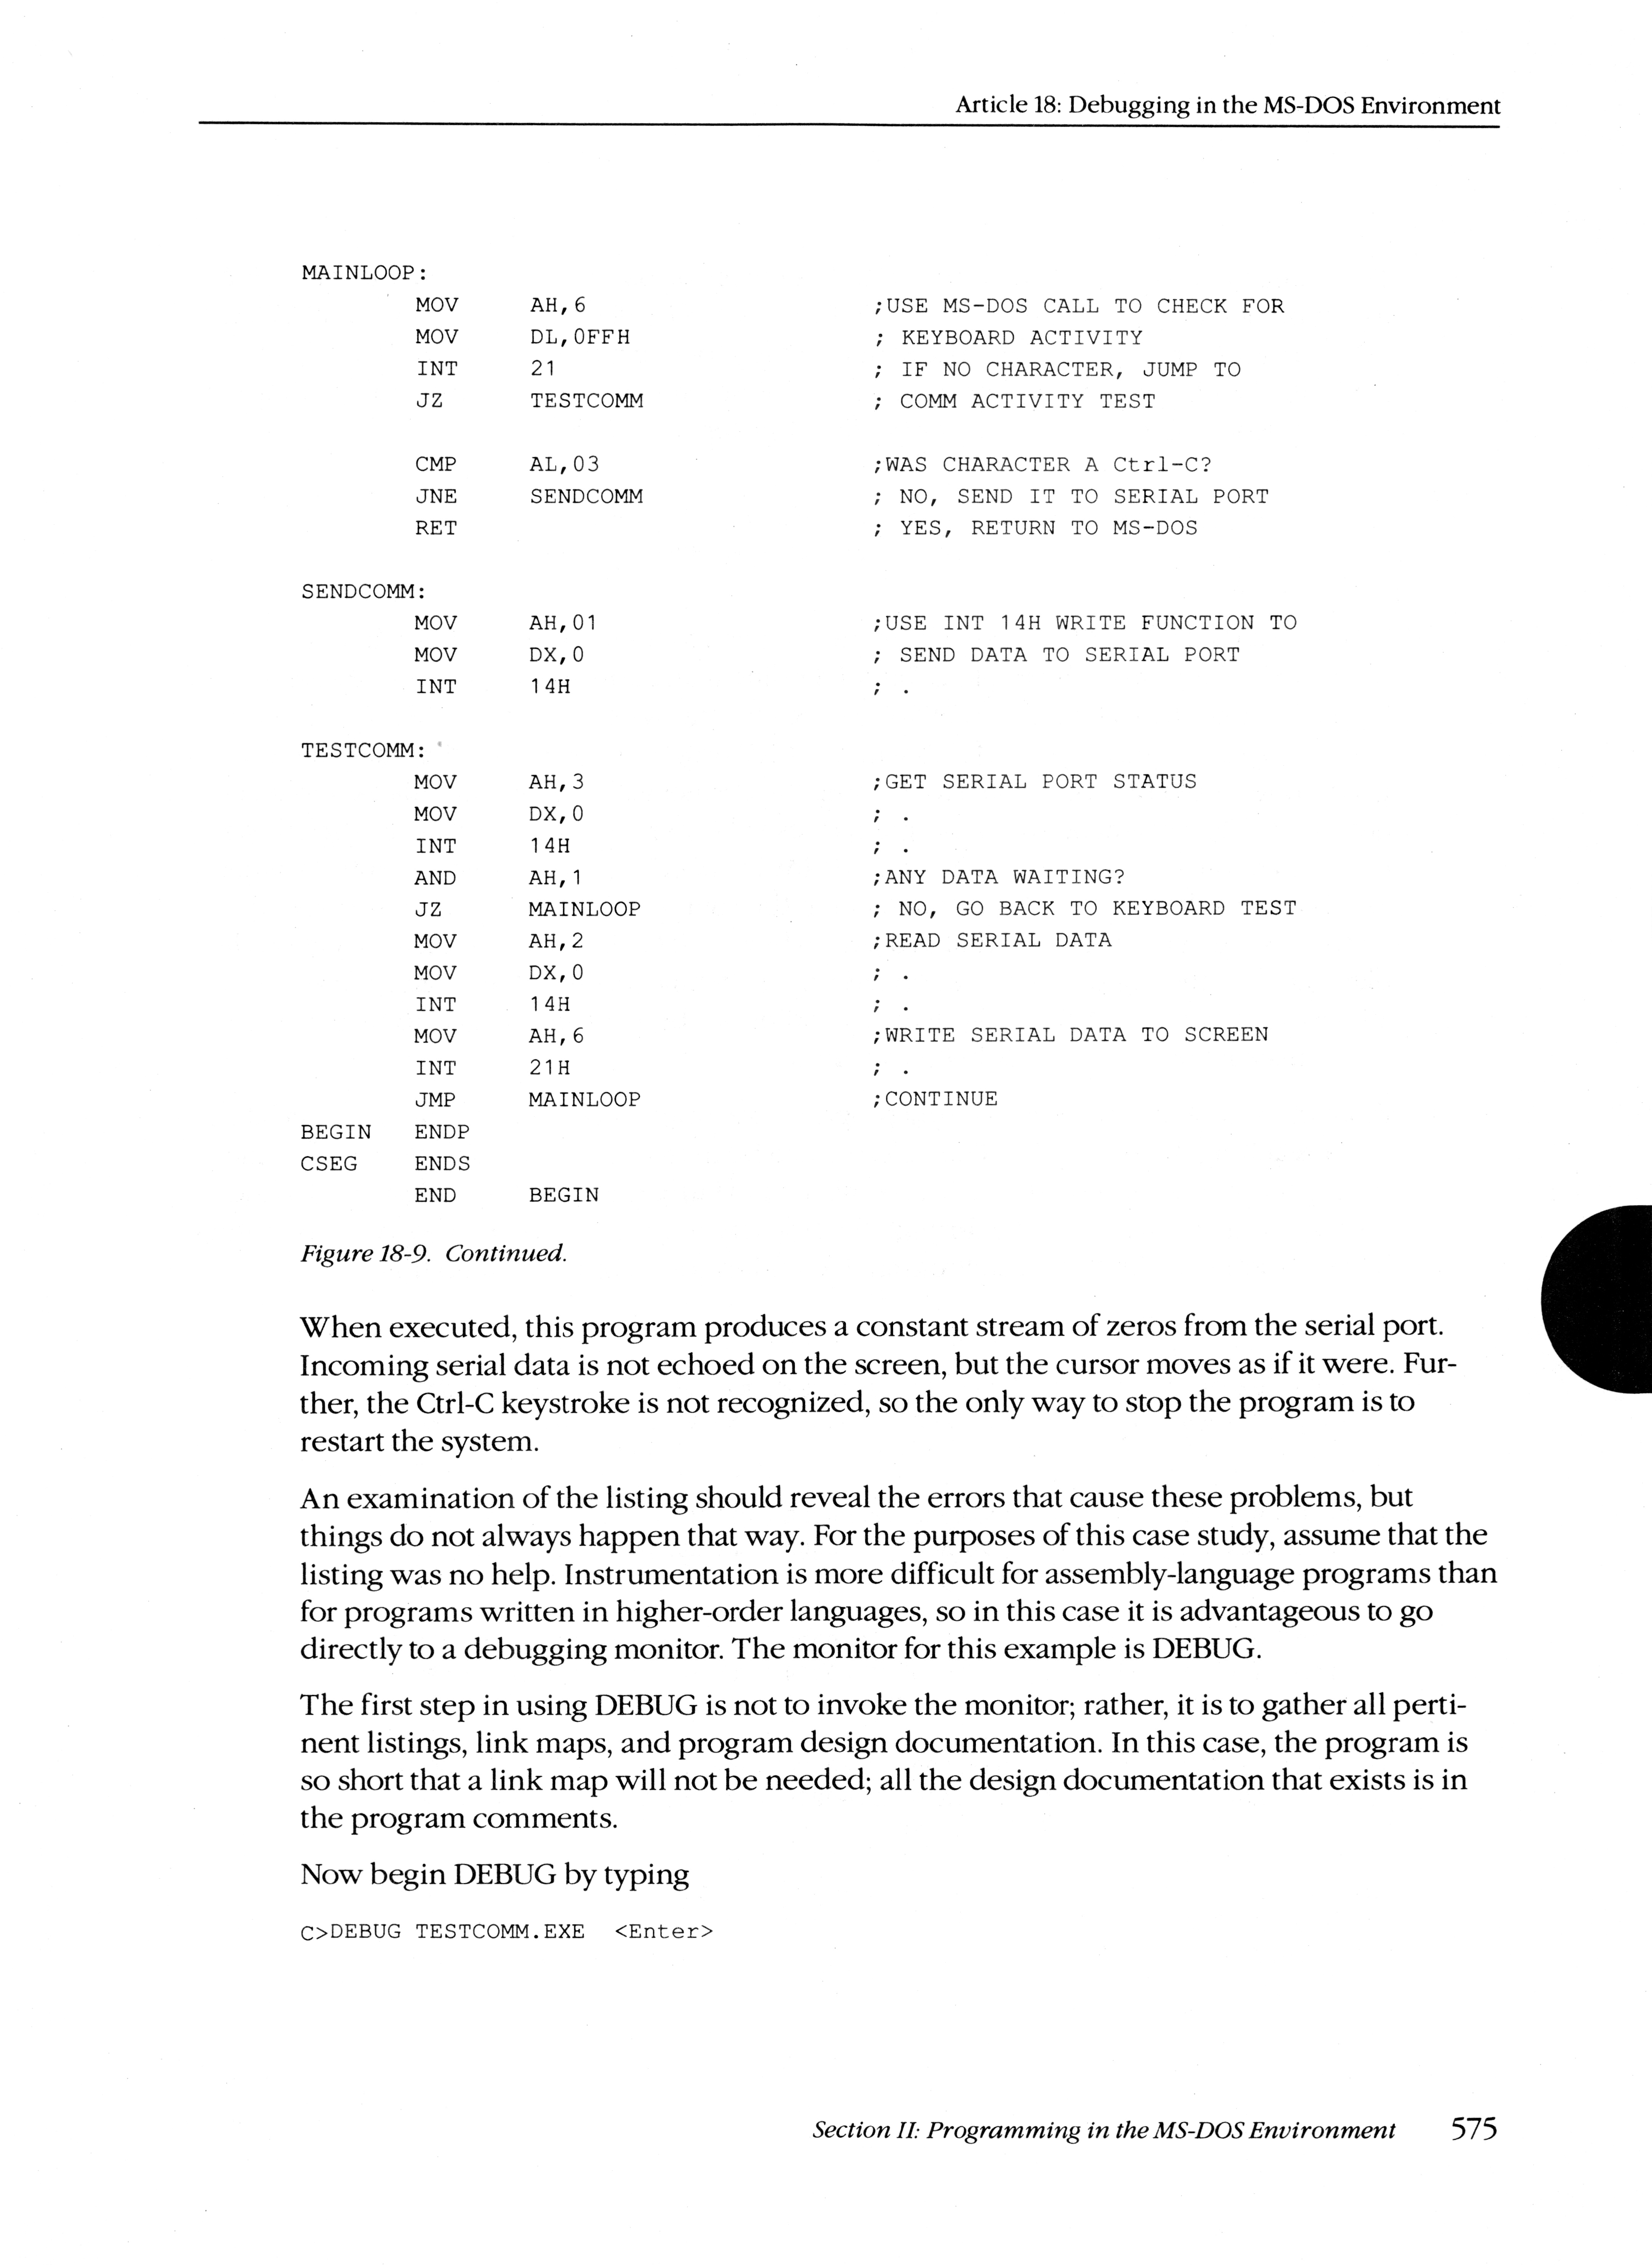 Article 18: Debugging in the MS-DOS Environment
MAINLOOP:
MOV AH,6 ;USE MS-DOS CALL TO CHECK FOR
MOV DL,0FFH ; KEYBOARD ACTIVITY
INT 21 ; IF NO CHARACTER, JUMP TO
JZ TESTCOMM ; COMM ACTIVITY TEST
CMP AL,03 ;WAS CHARACTER A Ctrl-C?
JNE SENDCOMM ; NO, SEND IT TO SERIAL PORT
RET ; YES, RETURN TO MS-DOS
SENDCOMM:
MOV AH,01 ;USE INT 14H WRITE FUNCTION TO
MOV DX,0 ; SEND DATA TO SERIAL PORT
INT 14H ; .
TESTCOMM:
MOV AH,3 ;GET SERIAL PORT STATUS
MOV DX,0 ; .
INT 14H ; .
AND AH,1 ;ANY DATA WAITING?
JZ MAINLOOP ; NO, GO BACK TO KEYBOARD TEST
MOV AH,2 ;READ SERIAL DATA
MOV DX,0 ; .
INT 14H ; .
MOV AH,6 ;WRITE SERIAL DATA TO SCREEN
INT 21H ; .
JMP MAINLOOP ;CONTINUE
BEGIN ENDP
CSEG ENDS
END BEGIN
Figure 18-9. Continued.
When executed, this program produces a constant stream of zeros from the serial port.
Incoming serial data is not echoed on the screen, but the cursor moves as if it were. Fur-
ther, the Ctrl-C keystroke is not recognized, so the only way to stop the program is to
restart the system.
An examination of the listing should reveal the errors that cause these problems, but
things do not always happen that way. For the purposes of this case study, assume that the
listing was no help. Instrumentation is more difficult for assembly-language programs than
for programs written in higher-order languages, so in this case it is advantageous to go
directly to a debugging monitor. The monitor for this example is DEBUG.
The first step in using DEBUG is not to invoke the monitor; rather, it is to gather all perti-
nent listings, link maps, and program design documentation. In this case, the program is
so short that a link map will not be needed; all the design documentation that exists is in
the program comments.
Now begin DEBUG by typing
C>DEBUG TESTCOMM.EXE <Enter>
Section II: Programming in the MS-DOS Environment 575